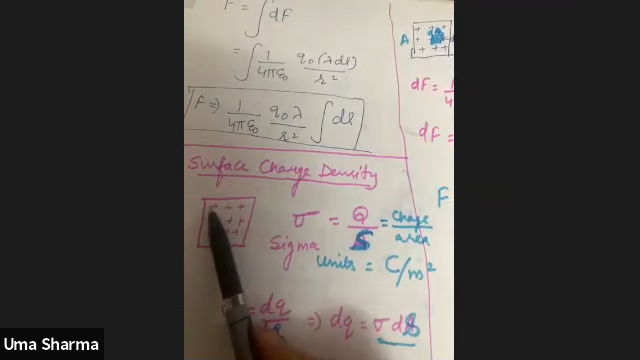 F = ∫ dF
= ∫ 1/4πε₀ q₀(λdl)/r²
F ⇒ 1/4πε₀ q₀λ/r² ∫ dl
A
dF =
dF =
F
Surface Charge Density
+ + +
σ = Q/S = Charge/area
Sigma
Units = C/m²
= dq/ ⇒ dq = σ dS
Uma Sharma